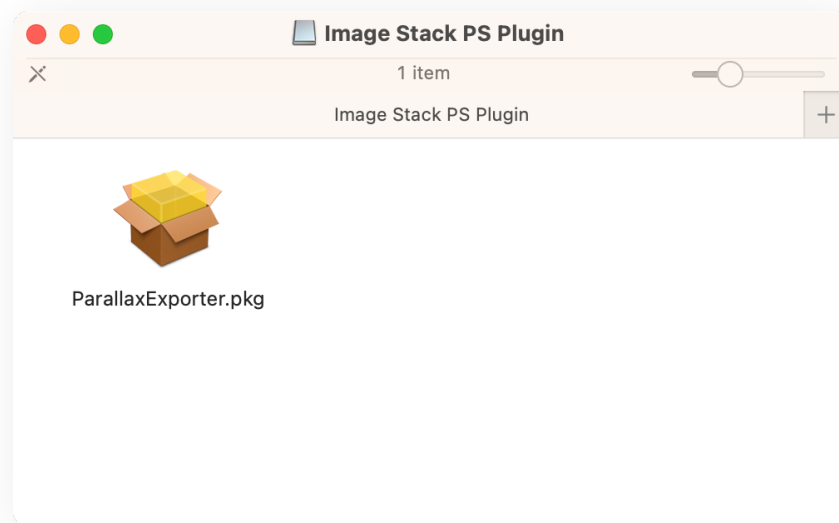 Image Stack PS Plugin
1 item
Image Stack PS Plugin
ParallaxExporter.pkg